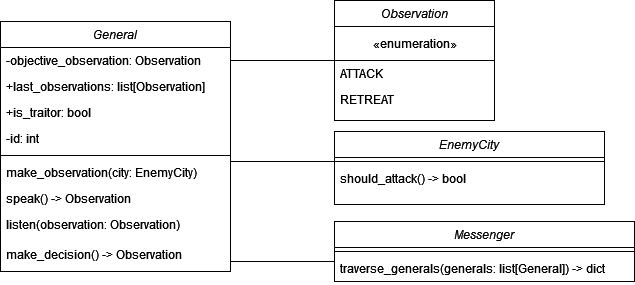 General
-objective_observation: Observation
+last_observations: list[Observation]
+is_traitor: bool
-id: int
make_observation(city: EnemyCity)
speak() -> Observation
listen(observation: Observation)
make_decision() -> Observation
Observation
«enumeration»
ATTACK
RETREAT
EnemyCity
should_attack() -> bool
Messenger
traverse_generals(generals: list[General]) -> dict